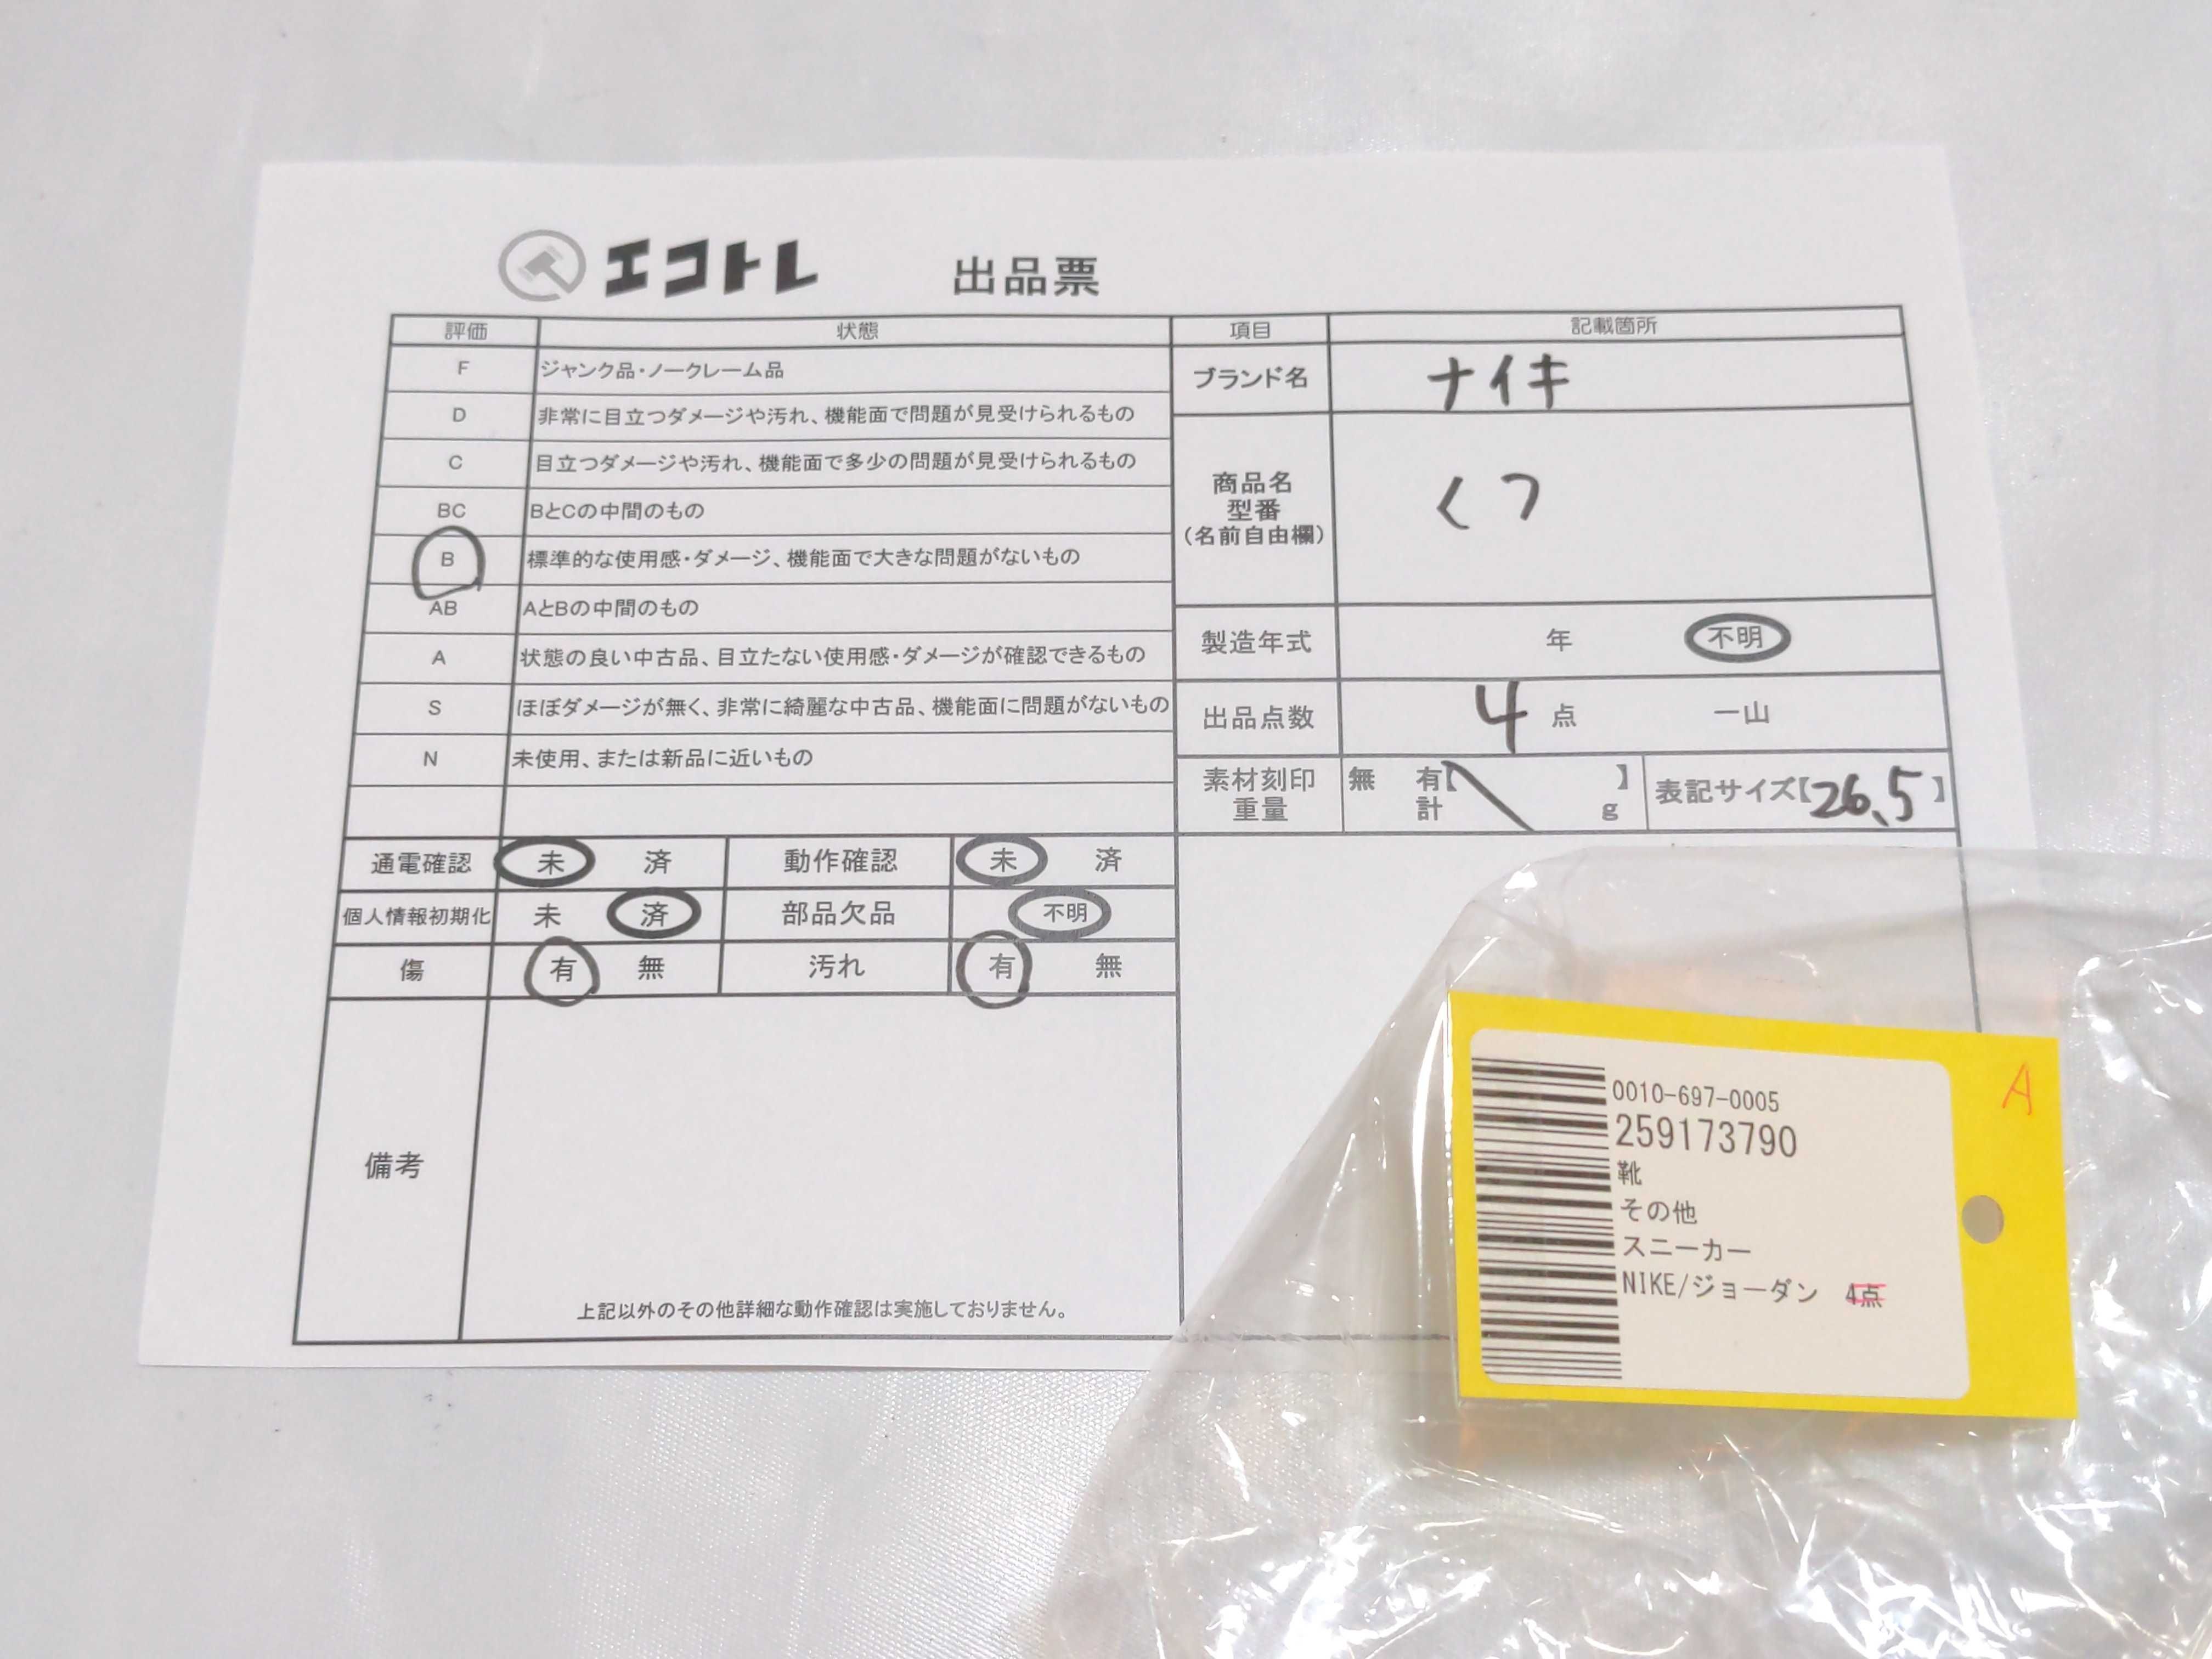 エコトレ 出品票
評価 状態 項目 記載箇所
F ジャンク品・ノークレーム品
D 非常に目立つダメージや汚れ、機能面で問題が見受けられるもの
C 目立つダメージや汚れ、機能面で多少の問題が見受けられるもの
BC BとCの中間のもの
B 標準的な使用感・ダメージ、機能面で大きな問題がないもの
AB AとBの中間のもの
A 状態の良い中古品、目立たない使用感・ダメージが確認できるもの
S ほぼダメージが無く、非常に綺麗な中古品、機能面に問題がないもの
N 未使用、または新品に近いもの
ブランド名 ナイキ
商品名
型番
(名前自由欄)
くつ
製造年式 年 不明
出品点数 4 点 一山
素材刻印 無 有【 】
重量 計 g
表記サイズ【26.5】
通電確認 未 済 動作確認 未 済
個人情報初期化 未 済 部品欠品 不明
傷 有 無 汚れ 有 無
備考
上記以外のその他詳細な動作確認は実施しておりません。
A
0010-697-0005
259173790
靴
その他
スニーカー
NIKE/ジョーダン 4点